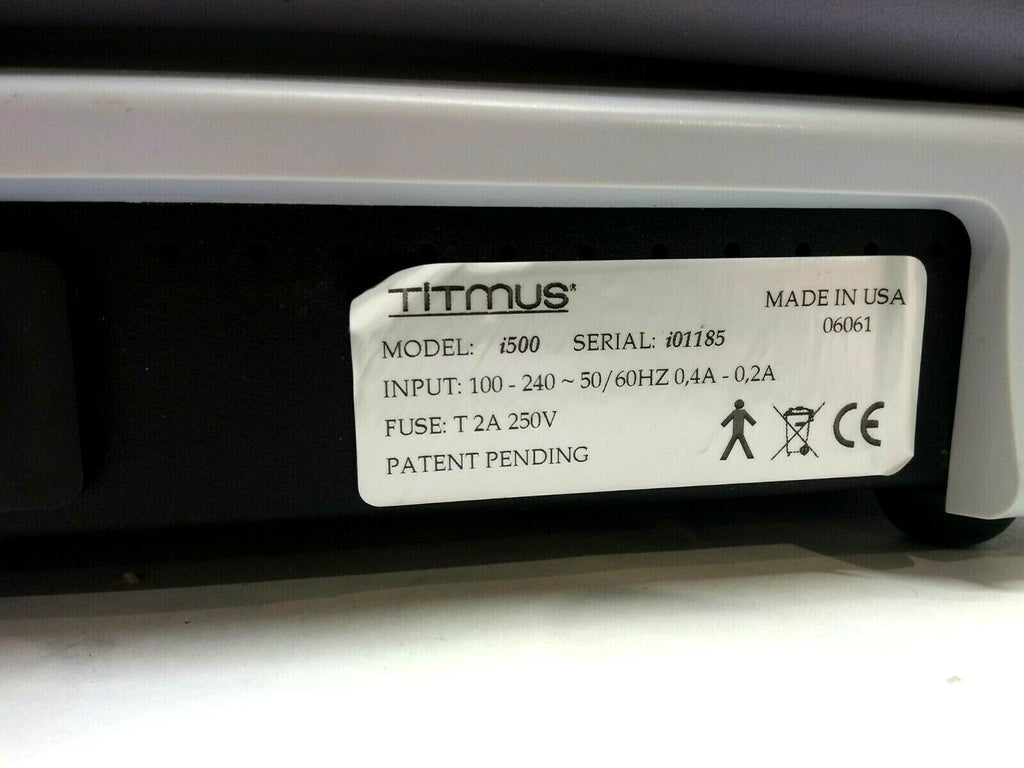 TITMUS®
MADE IN USA
06061
MODEL: i500 SERIAL: i01185
INPUT: 100 - 240 ~ 50/60HZ 0,4A - 0,2A
FUSE: T 2A 250V
PATENT PENDING
CE